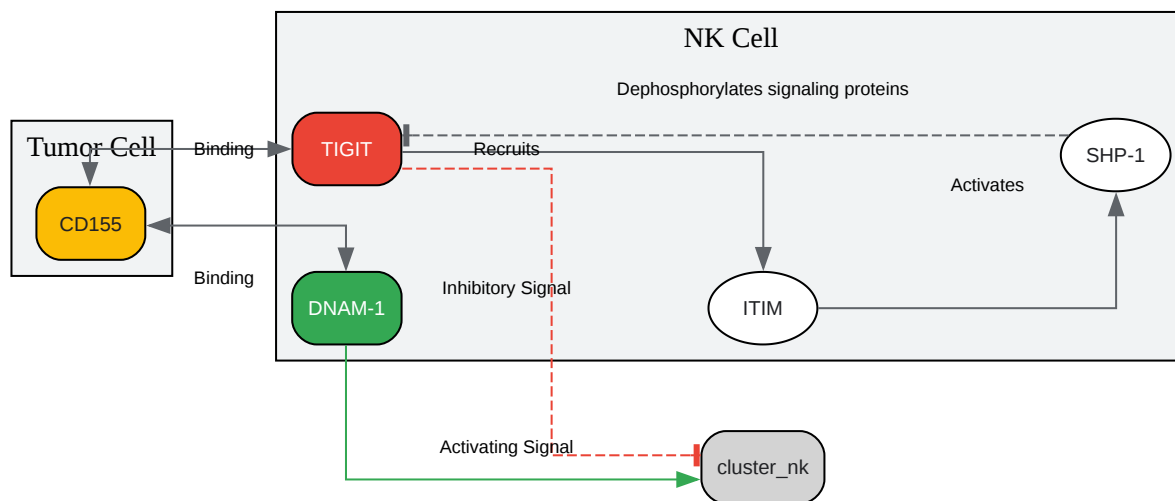 NK Cell
Dephosphorylates signaling proteins
Tumor Cell
Binding
TIGIT
Recruits
SHP-1
Activates
CD155
Binding
DNAM-1
Inhibitory Signal
ITIM
Activating Signal
cluster_nk